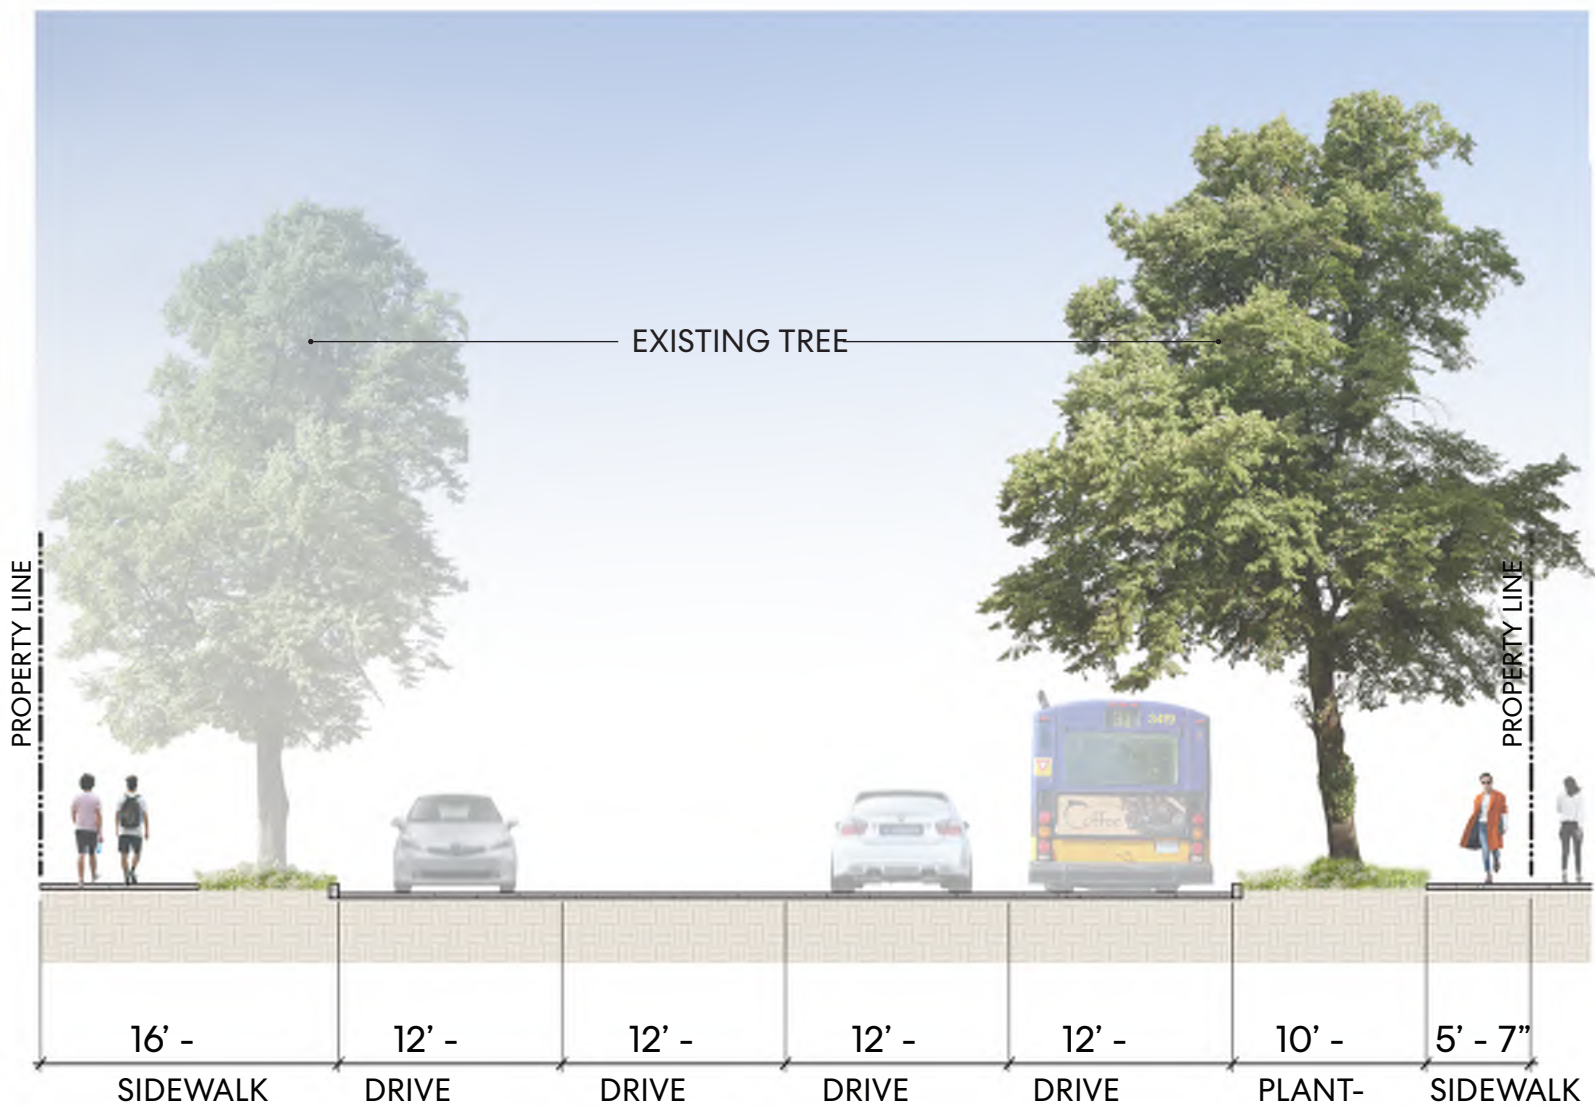 EXISTING TREE
PROPERTY LINE
PROPERTY LINE
3419
Coffee
16’ -
12’ -
12’ -
12’ -
12’ -
10’ -
5’ - 7”
SIDEWALK
DRIVE
DRIVE
DRIVE
DRIVE
PLANT-
SIDEWALK